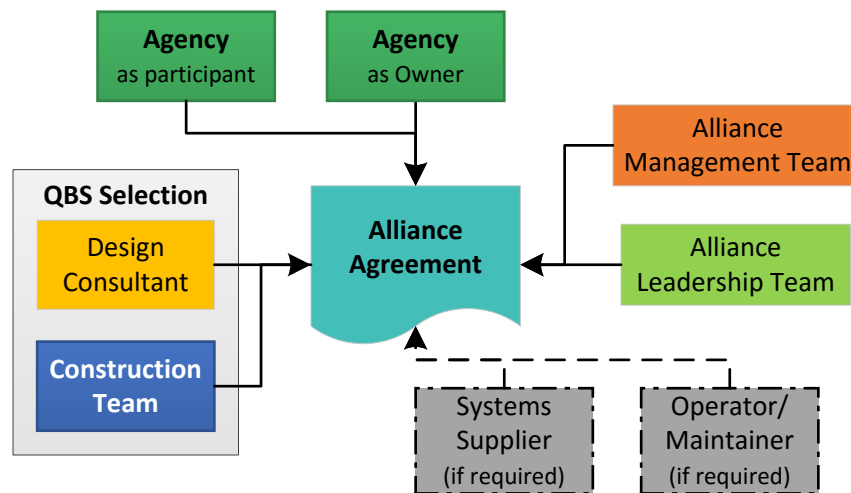 Agency
as participant
Agency
as Owner
Alliance
Management Team
QBS Selection
Design
Consultant
Alliance
Agreement
Alliance
Leadership Team
Construction
Team
Systems
Supplier
(if required)
Operator/
Maintainer
(if required)